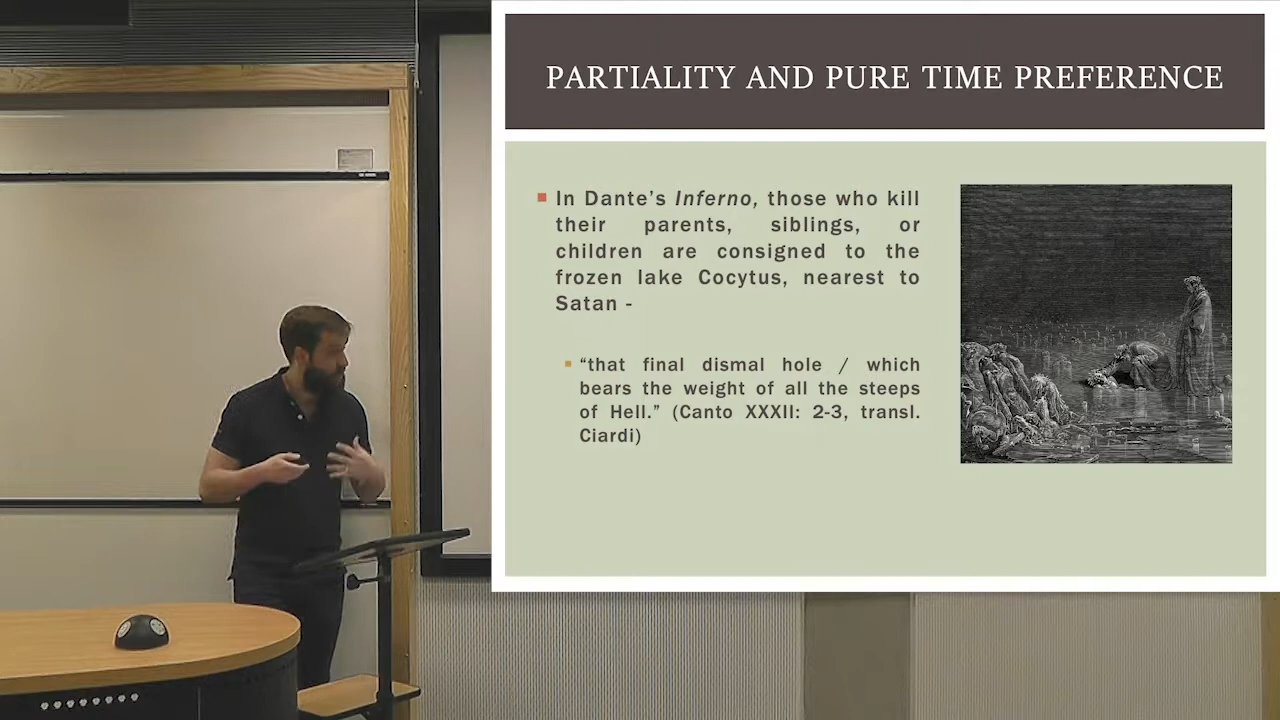 PARTIALITY AND PURE TIME PREFERENCE
In Dante's Inferno, those who kill
their parents, siblings, or
children are consigned to the
frozen lake Cocytus, nearest to
Satan -
"that final dismal hole / which
bears the weight of all the steeps
of Hell." (Canto XXXII: 2-3, transl.
Ciardi)